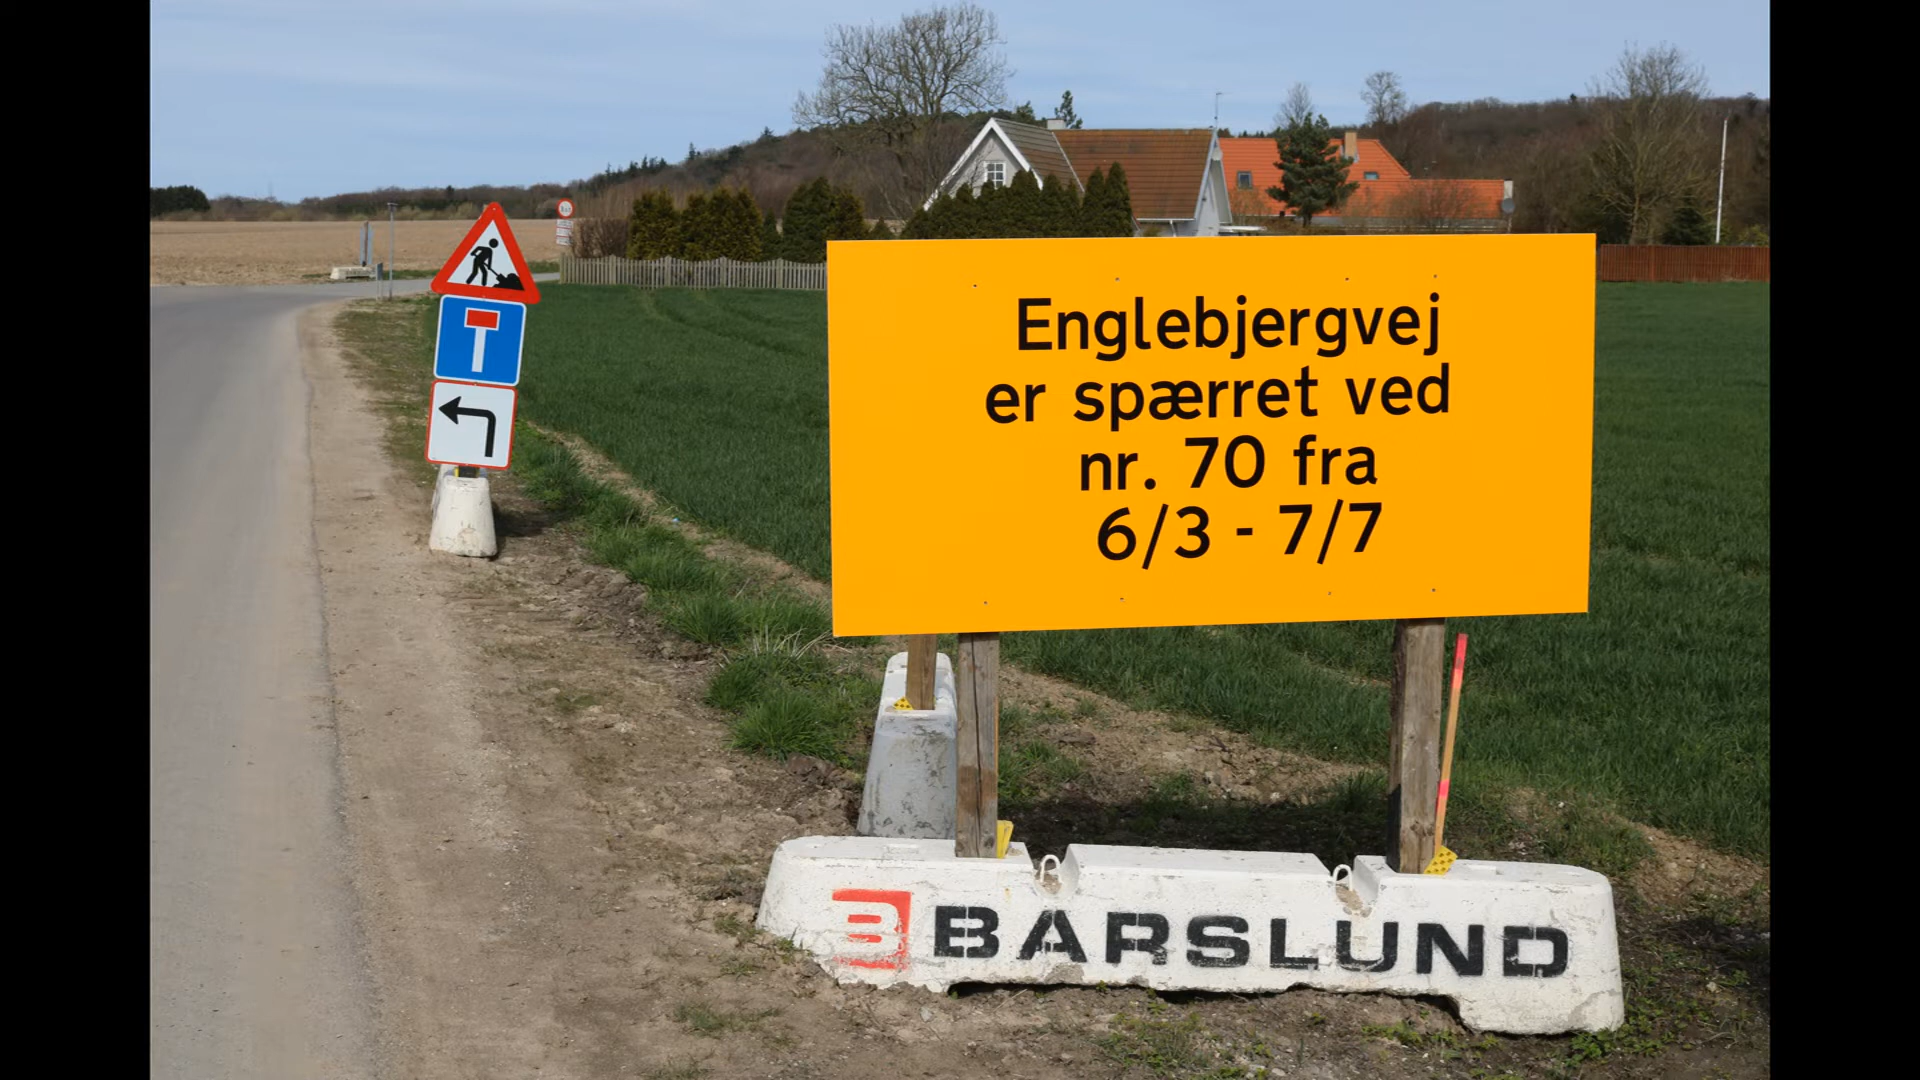 Englebjergvej
er spærret ved
nr. 70 fra
6/3 - 7/7
B BARSLUND